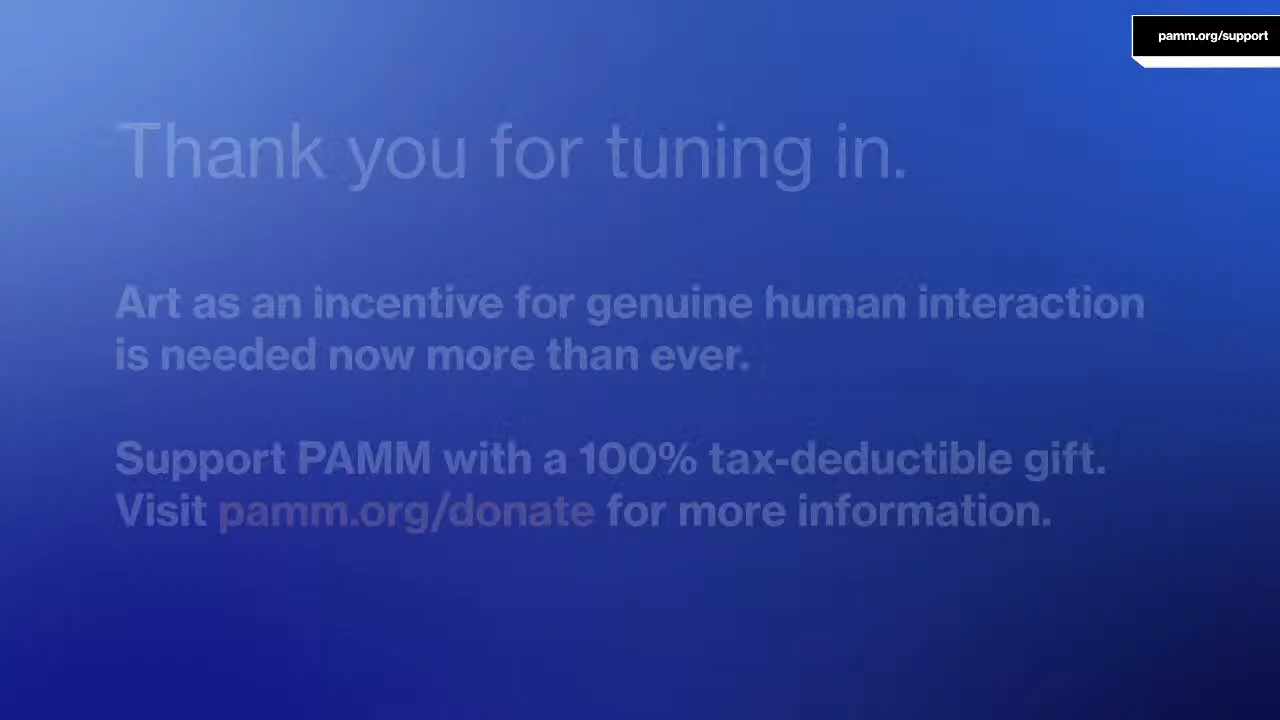 pamm.org/support
Thank you for tuning in.
Art as an incentive for genuine human interaction
is needed now more than ever.
Support PAMM with a 100% tax-deductible gift.
Visit pamm.org/donate for more information.